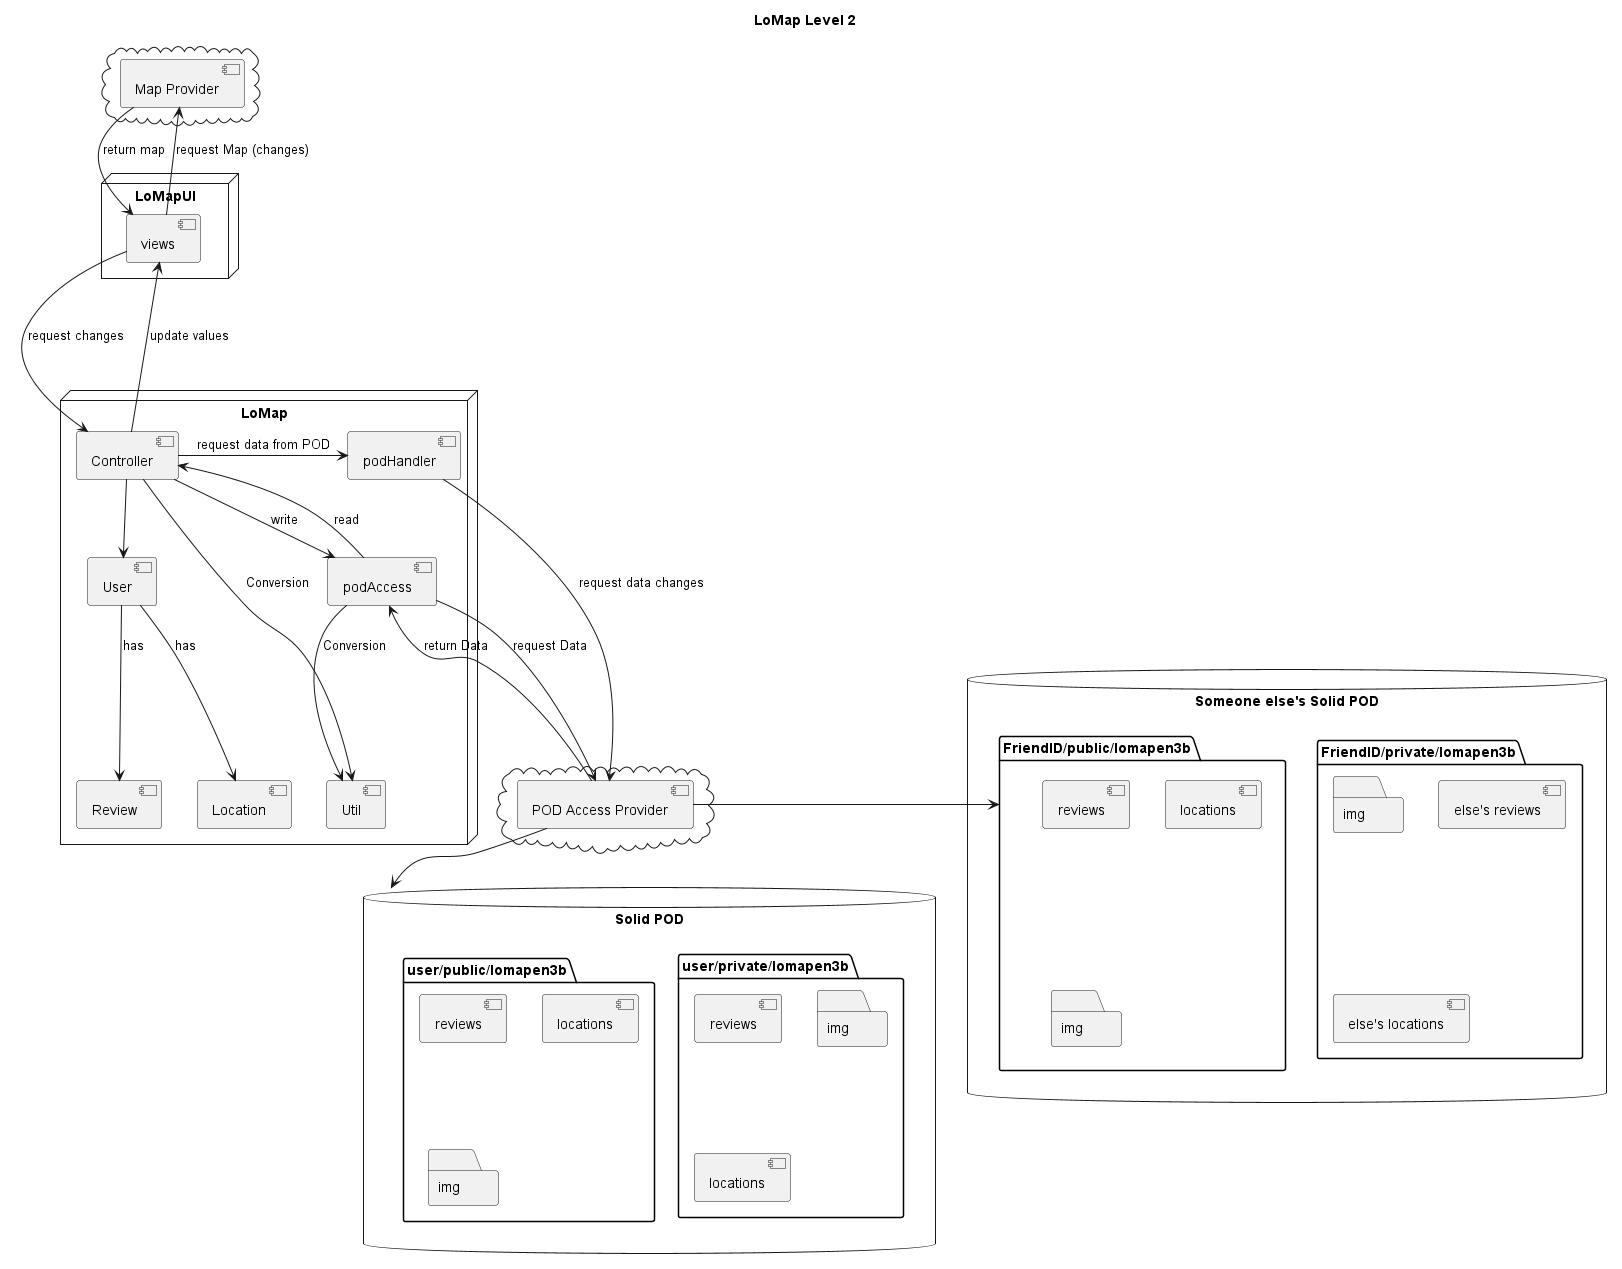 LoMap Level 2
Map Provider
return map
request Map (changes)
LoMapUI
views
request changes
update values
LoMap
Controller
request data from POD
podHandler
write
read
User
Conversion
podAccess
request data changes
has
has
Conversion
return Data
request Data
Review
Location
Util
POD Access Provider
Someone else's Solid POD
FriendID/public/lomapen3b
FriendID/private/lomapen3b
reviews
locations
img
else's reviews
img
else's locations
Solid POD
user/public/lomapen3b
user/private/lomapen3b
reviews
locations
reviews
img
img
locations